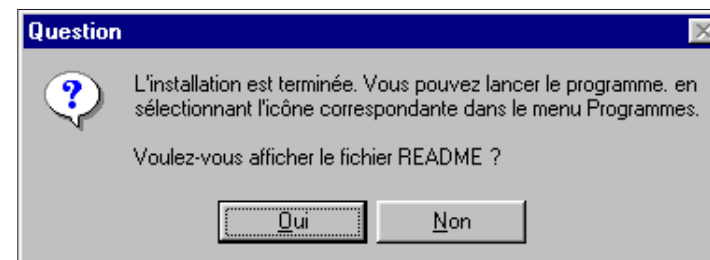 Question
L'installation est terminée. Vous pouvez lancer le programme. en
sélectionnant l'icône correspondante dans le menu Programmes.
Voulez-vous afficher le fichier README ?
Oui
Non